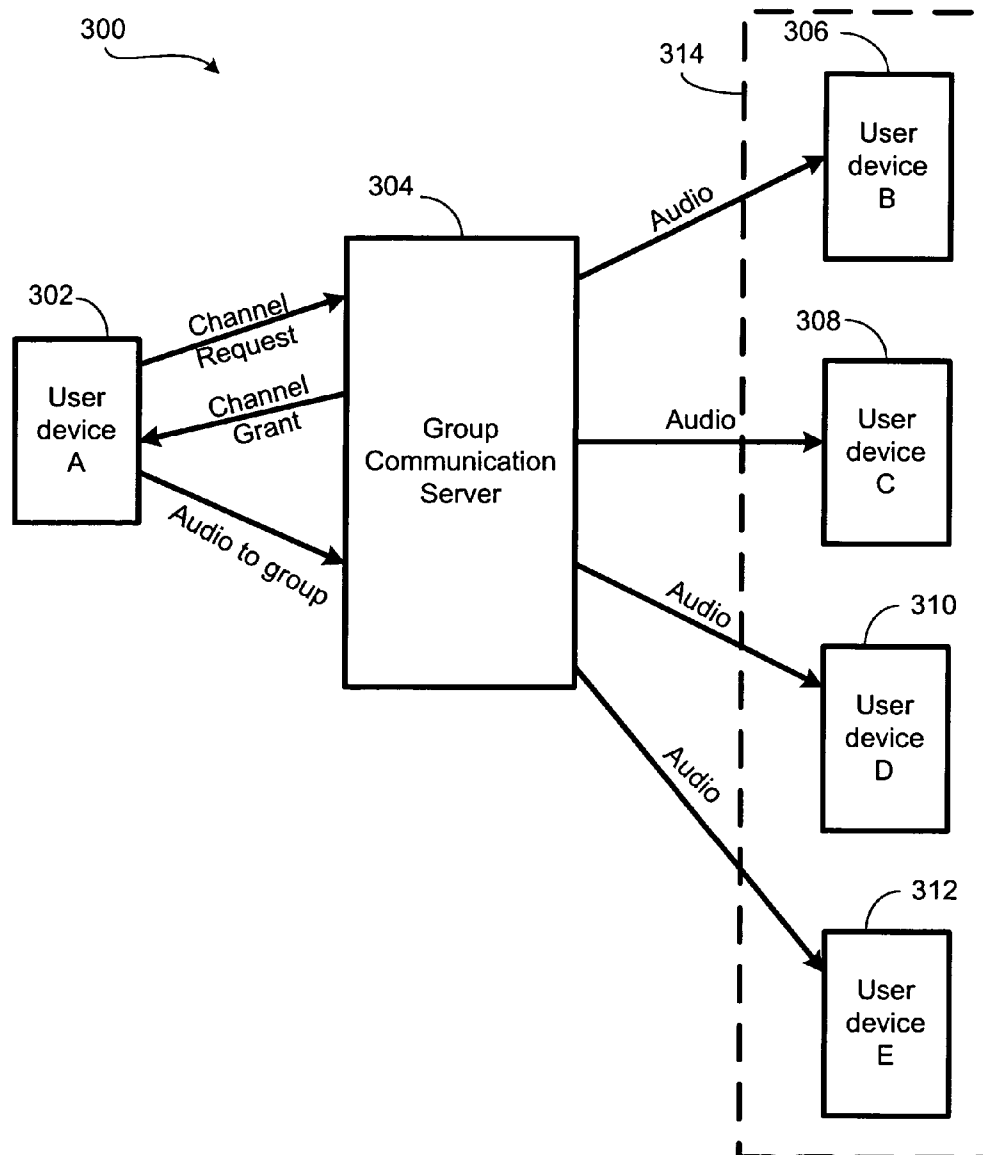 300
306
314
User
device
B
304
Audio
302
Channel
Request
User
device
A
Channel
Grant
Audio to group
Group
Communication
Server
308
Audio
User
device
C
310
Audio
User
device
D
Audio
312
User
device
E